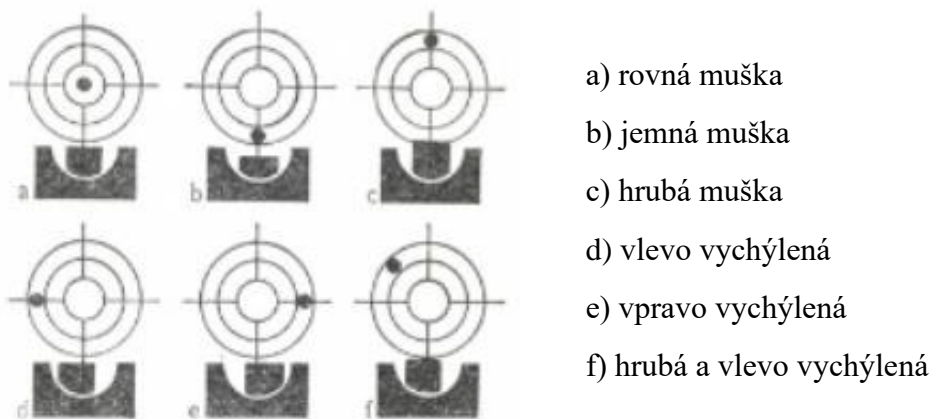 a
b
c
d
e
f
a) rovná muška
b) jemná muška
c) hrubá muška
d) vlevo vychýlená
e) vpravo vychýlená
f) hrubá a vlevo vychýlená